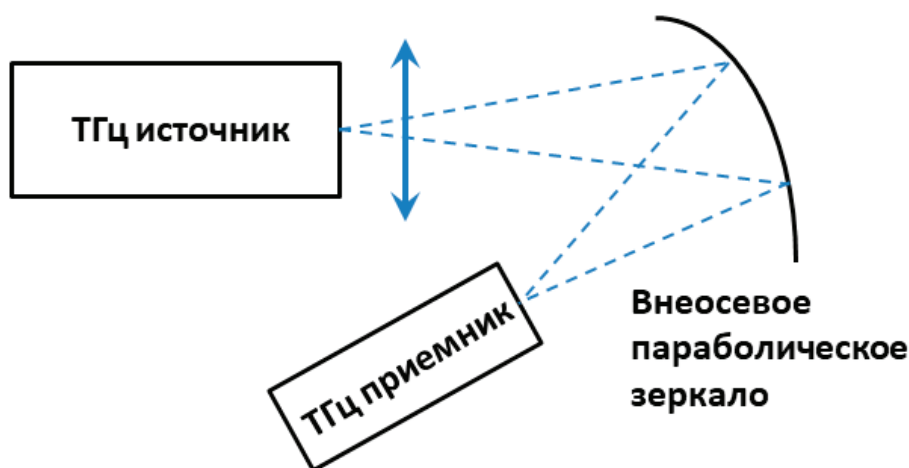 ТГц источник
ТГц приемник
Внеосевое
параболическое
зеркало